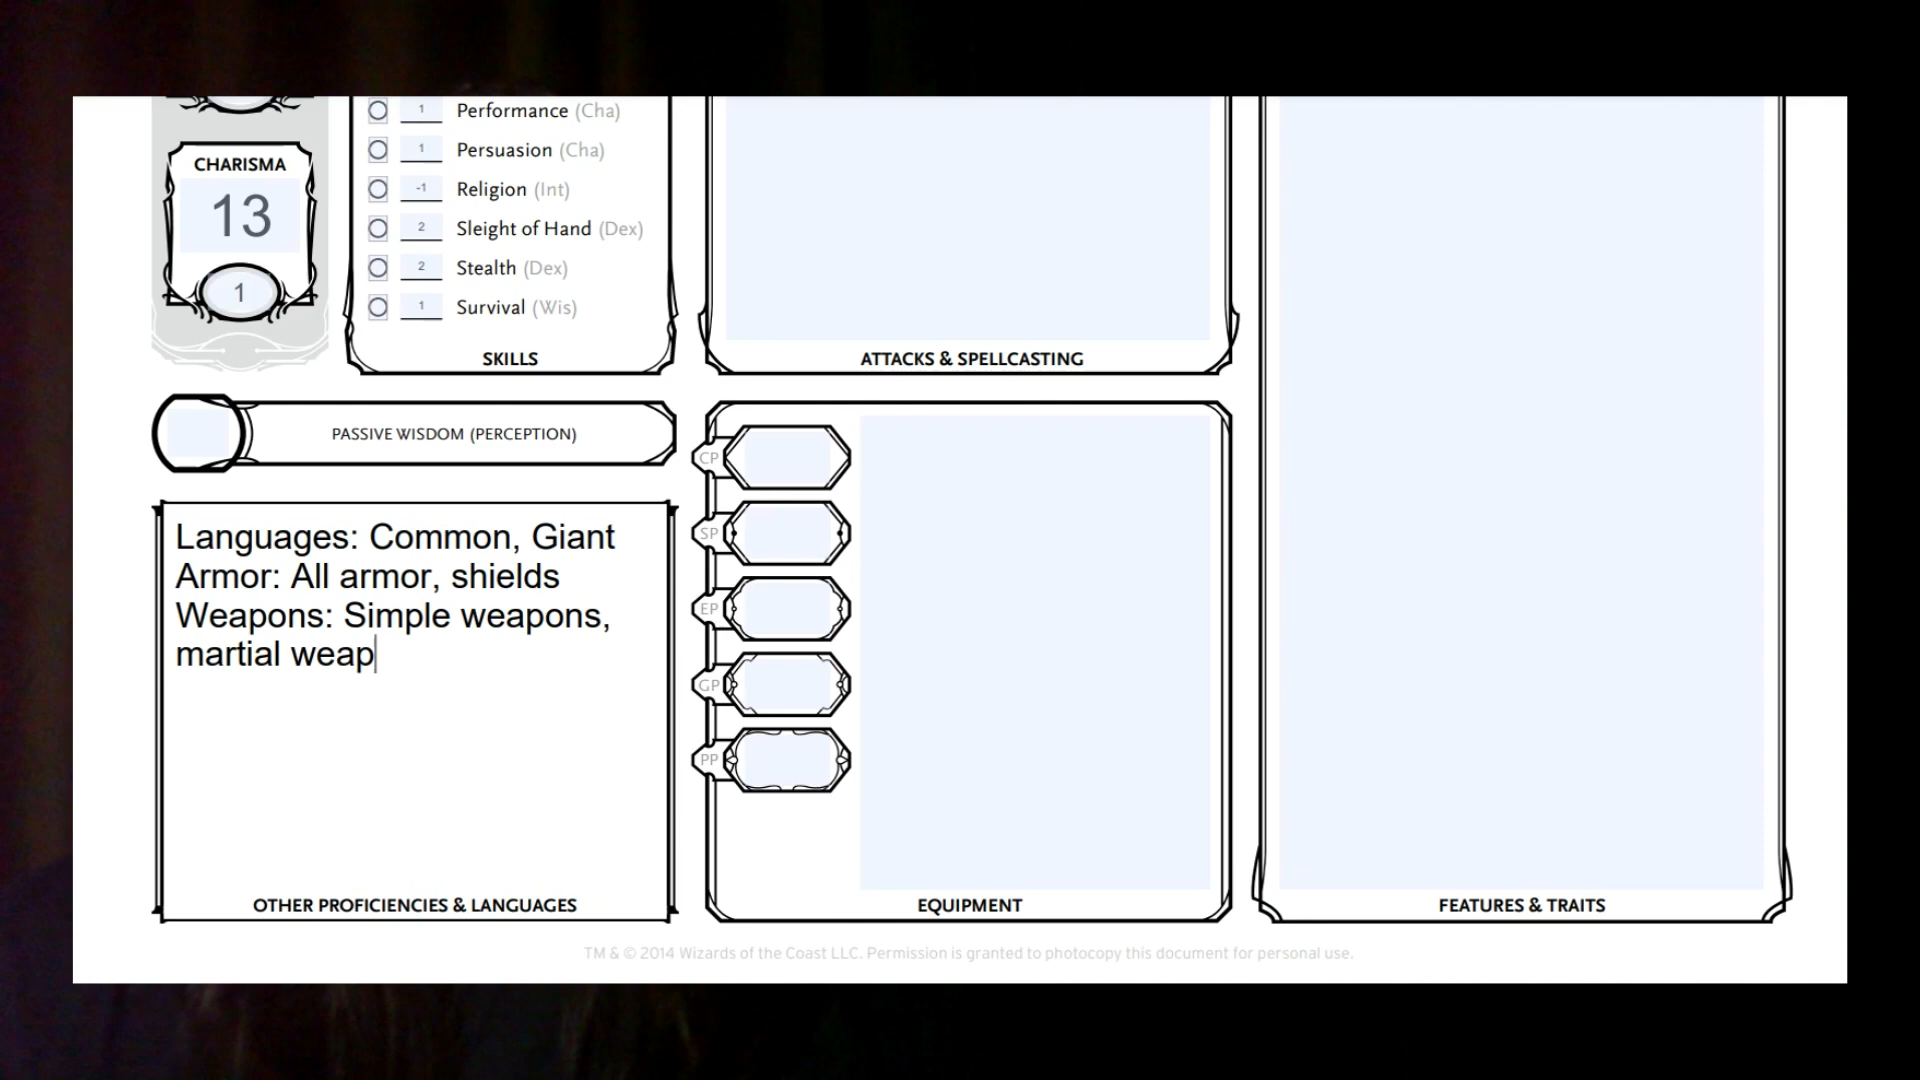 1 Performance (Cha)
1 Persuasion (Cha)
-1 Religion (Int)
2 Sleight of Hand (Dex)
2 Stealth (Dex)
1 Survival (Wis)
SKILLS
CHARISMA
13
1
ATTACKS & SPELLCASTING
PASSIVE WISDOM (PERCEPTION)
Languages: Common, Giant
Armor: All armor, shields
Weapons: Simple weapons,
martial weap
OTHER PROFICIENCIES & LANGUAGES
CP
SP
EP
GP
PP
EQUIPMENT
FEATURES & TRAITS
TM & © 2014 Wizards of the Coast LLC. Permission is granted to photocopy this document for personal use.